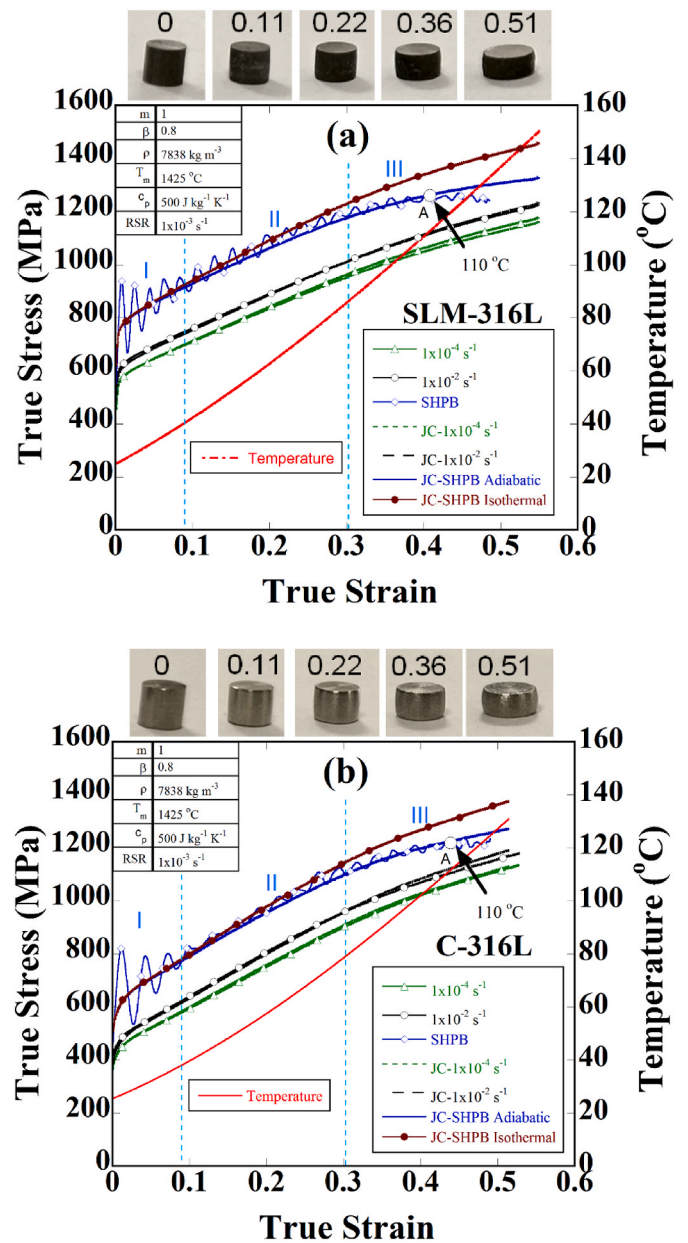 0 0.11 0.22 0.36 0.51
1600 160
1400 140
1200 120
1000 100
800 80
600 60
400 40
200 20
0 0
True Stress (MPa)
Temperature (°C)
m 1
β 0.8
ρ 7838 kg m⁻³
Tₘ 1425 °C
cₚ 500 J kg⁻¹ K⁻¹
RSR 1x10⁻³ s⁻¹
(a)
I
II
III
A
110 °C
SLM-316L
1x10⁻⁴ s⁻¹
1x10⁻² s⁻¹
SHPB
JC-1x10⁻⁴ s⁻¹
JC-1x10⁻² s⁻¹
JC-SHPB Adiabatic
JC-SHPB Isothermal
Temperature
0 0.1 0.2 0.3 0.4 0.5 0.6
True Strain
0 0.11 0.22 0.36 0.51
1600 160
1400 140
1200 120
1000 100
800 80
600 60
400 40
200 20
0 0
True Stress (MPa)
Temperature (°C)
m 1
β 0.8
ρ 7838 kg m⁻³
Tₘ 1425 °C
cₚ 500 J kg⁻¹ K⁻¹
RSR 1x10⁻³ s⁻¹
(b)
I
II
III
A
110 °C
C-316L
1x10⁻⁴ s⁻¹
1x10⁻² s⁻¹
SHPB
JC-1x10⁻⁴ s⁻¹
JC-1x10⁻² s⁻¹
JC-SHPB Adiabatic
JC-SHPB Isothermal
Temperature
0 0.1 0.2 0.3 0.4 0.5 0.6
True Strain